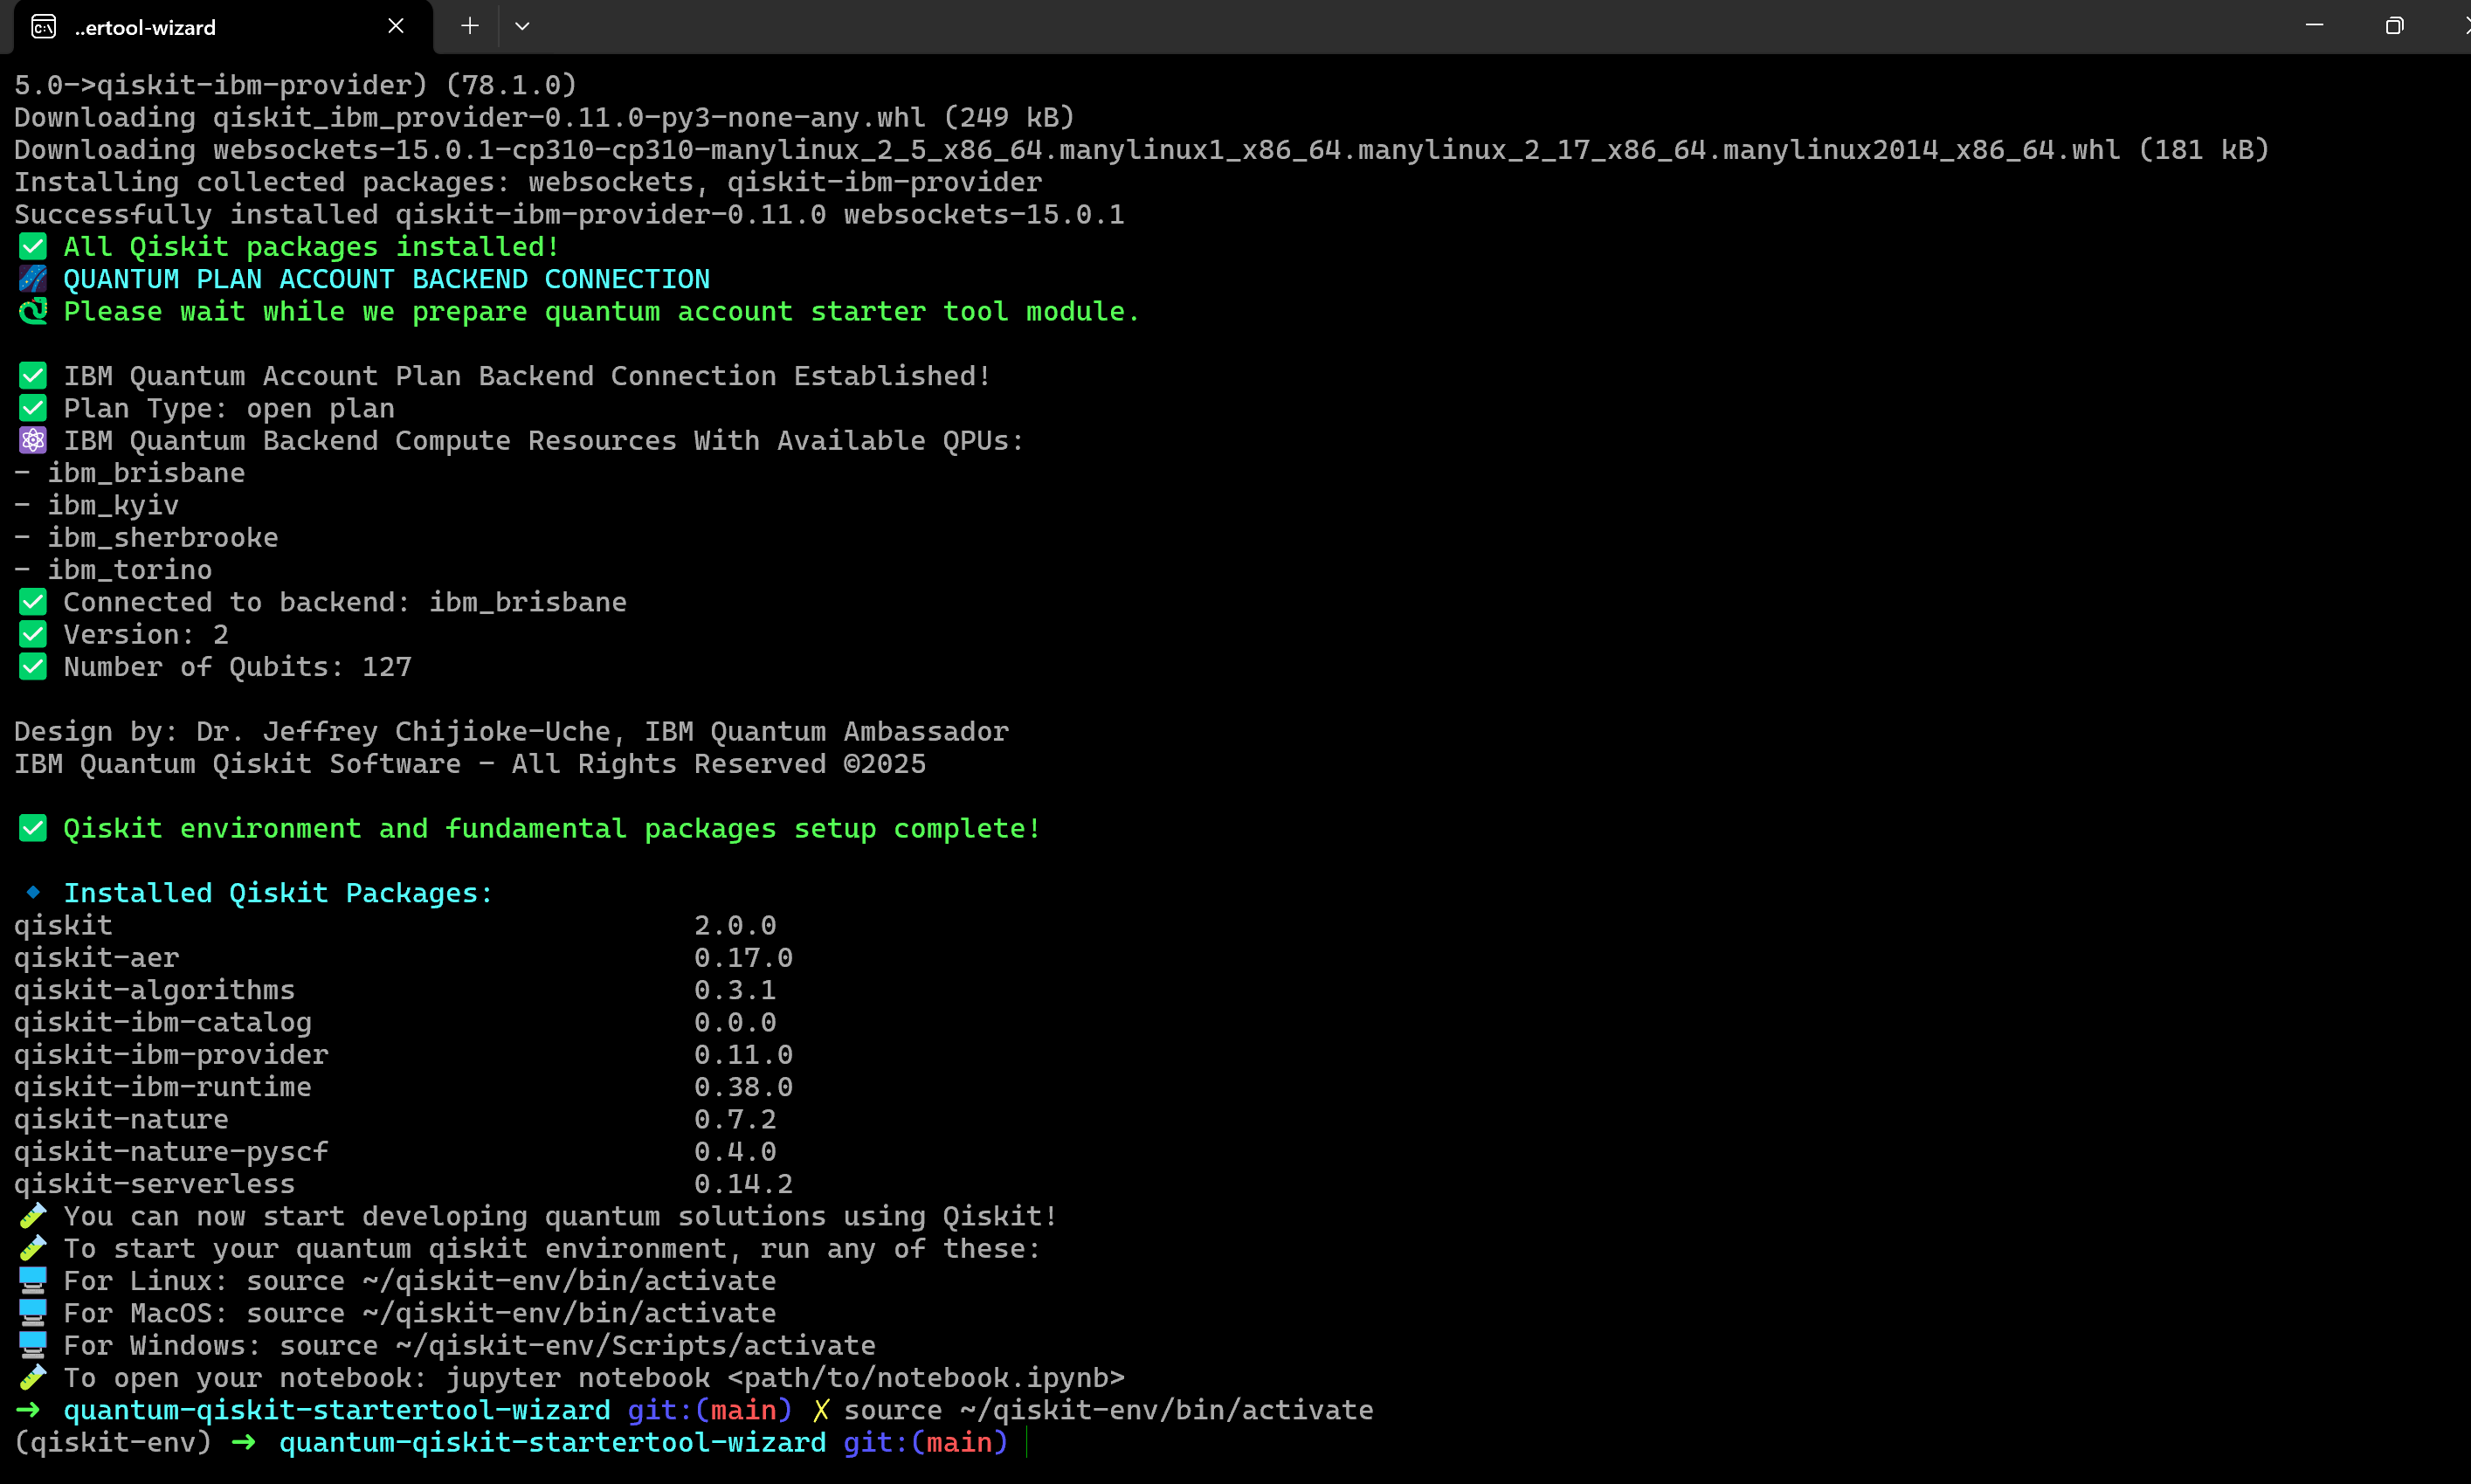 ..ertool-wizard
5.0->qiskit-ibm-provider) (78.1.0)
Downloading qiskit_ibm_provider-0.11.0-py3-none-any.whl (249 kB)
Downloading websockets-15.0.1-cp310-cp310-manylinux_2_5_x86_64.manylinux1_x86_64.manylinux_2_17_x86_64.manylinux2014_x86_64.whl (181 kB)
Installing collected packages: websockets, qiskit-ibm-provider
Successfully installed qiskit-ibm-provider-0.11.0 websockets-15.0.1
✅ All Qiskit packages installed!
🌌 QUANTUM PLAN ACCOUNT BACKEND CONNECTION
🐉 Please wait while we prepare quantum account starter tool module.
✅ IBM Quantum Account Plan Backend Connection Established!
✅ Plan Type: open plan
⚛️ IBM Quantum Backend Compute Resources With Available QPUs:
- ibm_brisbane
- ibm_kyiv
- ibm_sherbrooke
- ibm_torino
✅ Connected to backend: ibm_brisbane
✅ Version: 2
✅ Number of Qubits: 127
Design by: Dr. Jeffrey Chijioke-Uche, IBM Quantum Ambassador
IBM Quantum Qiskit Software - All Rights Reserved ©2025
✅ Qiskit environment and fundamental packages setup complete!
🔹 Installed Qiskit Packages:
qiskit 2.0.0
qiskit-aer 0.17.0
qiskit-algorithms 0.3.1
qiskit-ibm-catalog 0.0.0
qiskit-ibm-provider 0.11.0
qiskit-ibm-runtime 0.38.0
qiskit-nature 0.7.2
qiskit-nature-pyscf 0.4.0
qiskit-serverless 0.14.2
🧪 You can now start developing quantum solutions using Qiskit!
🧪 To start your quantum qiskit environment, run any of these:
🖥️ For Linux: source ~/qiskit-env/bin/activate
🖥️ For MacOS: source ~/qiskit-env/bin/activate
🖥️ For Windows: source ~/qiskit-env/Scripts/activate
🧪 To open your notebook: jupyter notebook <path/to/notebook.ipynb>
➜ quantum-qiskit-startertool-wizard git:(main) ✗ source ~/qiskit-env/bin/activate
(qiskit-env) ➜ quantum-qiskit-startertool-wizard git:(main)